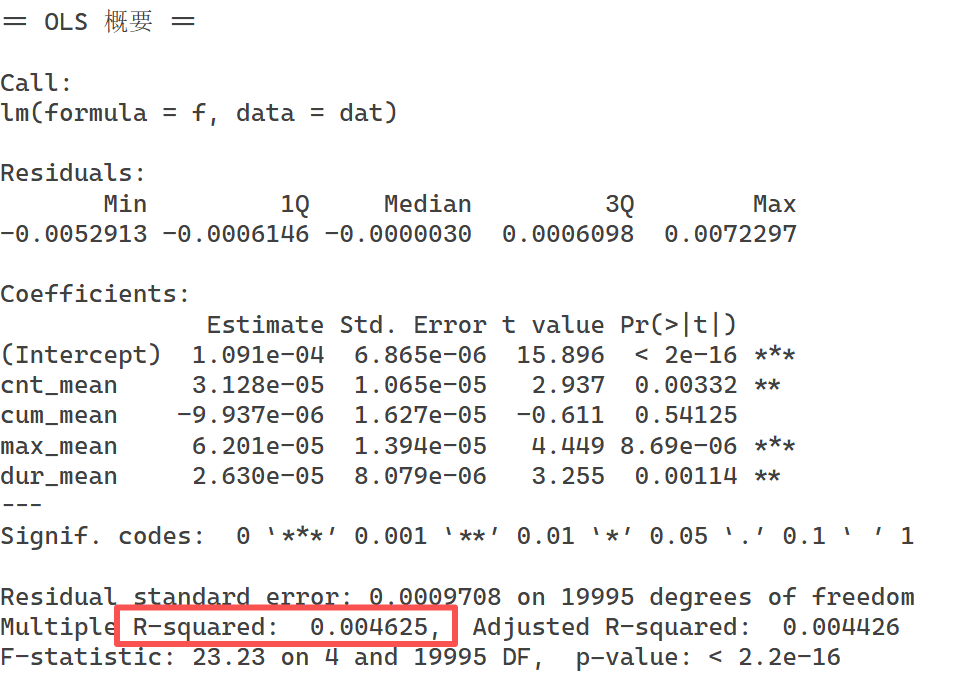 == OLS 概要 ==
Call:
lm(formula = f, data = dat)
Residuals:
Min 1Q Median 3Q Max
-0.0052913 -0.0006146 -0.0000030 0.0006098 0.0072297
Coefficients:
Estimate Std. Error t value Pr(>|t|)
(Intercept) 1.091e-04 6.865e-06 15.896 < 2e-16 ***
cnt_mean 3.128e-05 1.065e-05 2.937 0.00332 **
cum_mean -9.937e-06 1.627e-05 -0.611 0.54125
max_mean 6.201e-05 1.394e-05 4.449 8.69e-06 ***
dur_mean 2.630e-05 8.079e-06 3.255 0.00114 **
---
Signif. codes: 0 ‘***’ 0.001 ‘**’ 0.01 ‘*’ 0.05 ‘.’ 0.1 ‘ ’ 1
Residual standard error: 0.0009708 on 19995 degrees of freedom
Multiple R-squared: 0.004625, Adjusted R-squared: 0.004426
F-statistic: 23.23 on 4 and 19995 DF, p-value: < 2.2e-16